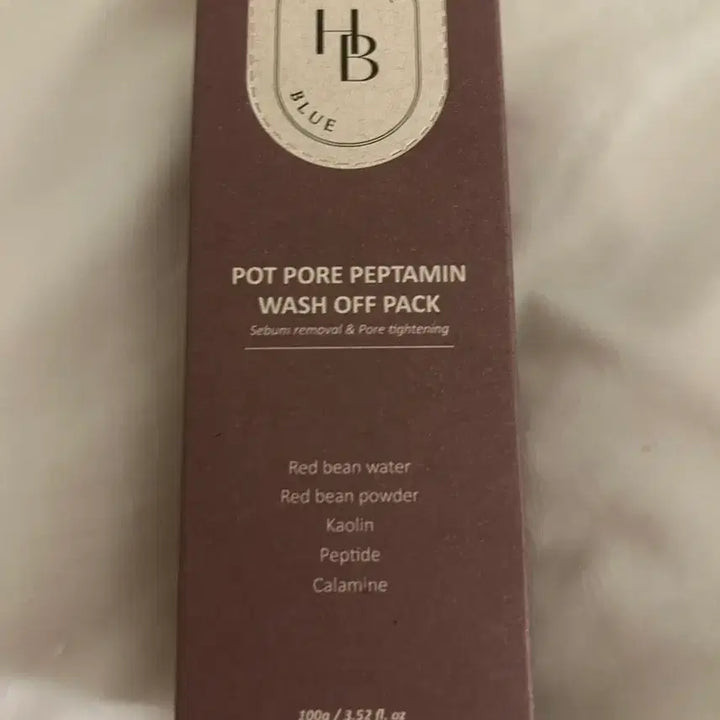 HB
BLUE
POT PORE PEPTAMIN
WASH OFF PACK
Sebum removal & Pore tightening
Red bean water
Red bean powder
Kaolin
Peptide
Calamine
100g / 3.52 fl. oz